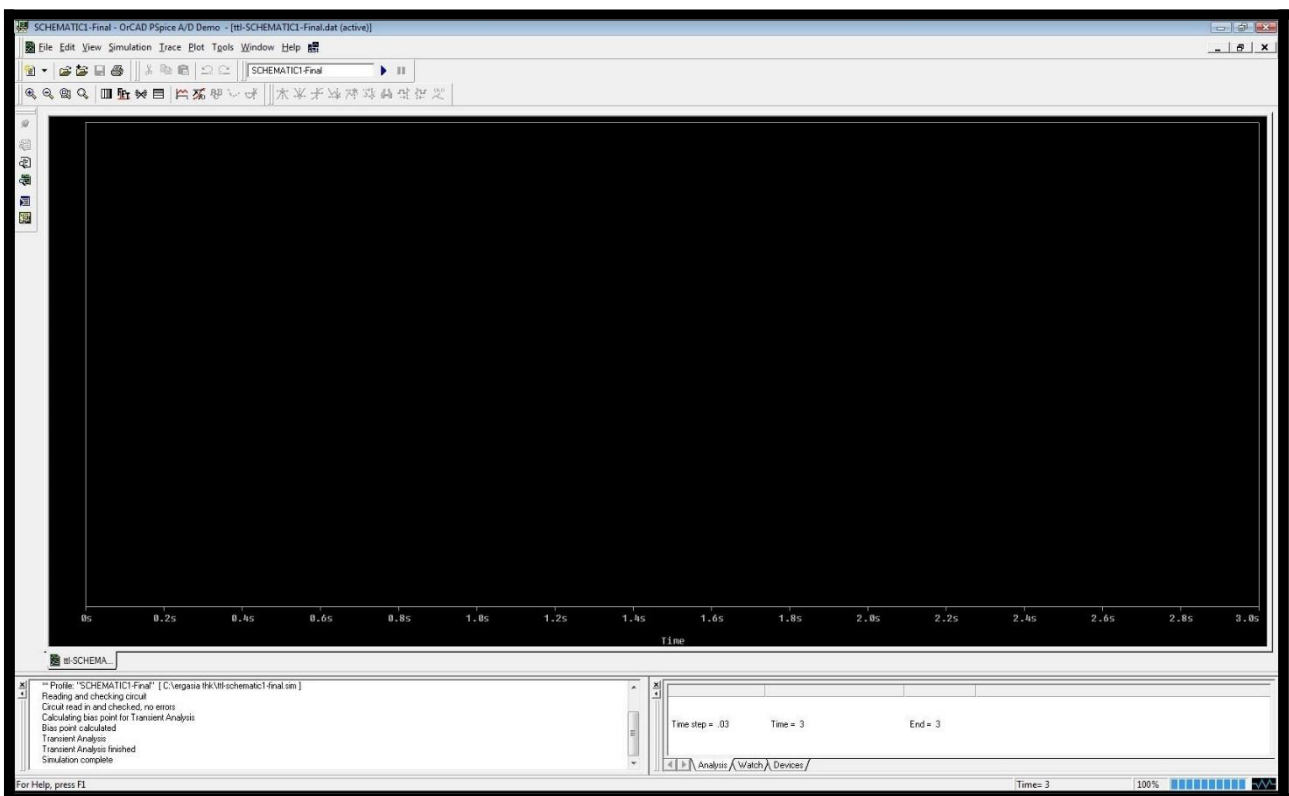 SCHEMATIC1-Final - OrCAD PSpice A/D Demo - [ttl-SCHEMATIC1-Final.dat (active)]
File Edit View Simulation Trace Plot Tools Window Help
SCHEMATIC1-Final
0s 0.2s 0.4s 0.6s 0.8s 1.0s 1.2s 1.4s 1.6s 1.8s 2.0s 2.2s 2.4s 2.6s 2.8s 3.0s
Time
ttl-SCHEMA...
** Profile: "SCHEMATIC1-Final" [ C:\ergasia thk\ttl-schematic1-final.sim ]
Reading and checking circuit
Circuit read in and checked, no errors
Calculating bias point for Transient Analysis
Bias point calculated
Transient Analysis
Transient Analysis finished
Simulation complete
Time step = .03 Time = 3 End = 3
Analysis Watch Devices
For Help, press F1 Time= 3 100%